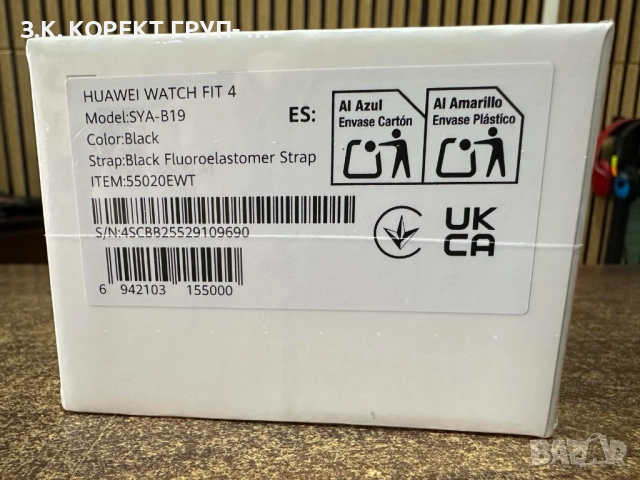 З.К. КОРЕКТ ГРУП- ...
HUAWEI WATCH FIT 4
Model:SYA-B19
Color:Black
Strap:Black Fluoroelastomer Strap
ITEM:55020EWT
ES:
Al Azul
Envase Cartón
Al Amarillo
Envase Plástico
S/N:4SCBB25529109690
UK
CA
6 942103 155000
BAZAR